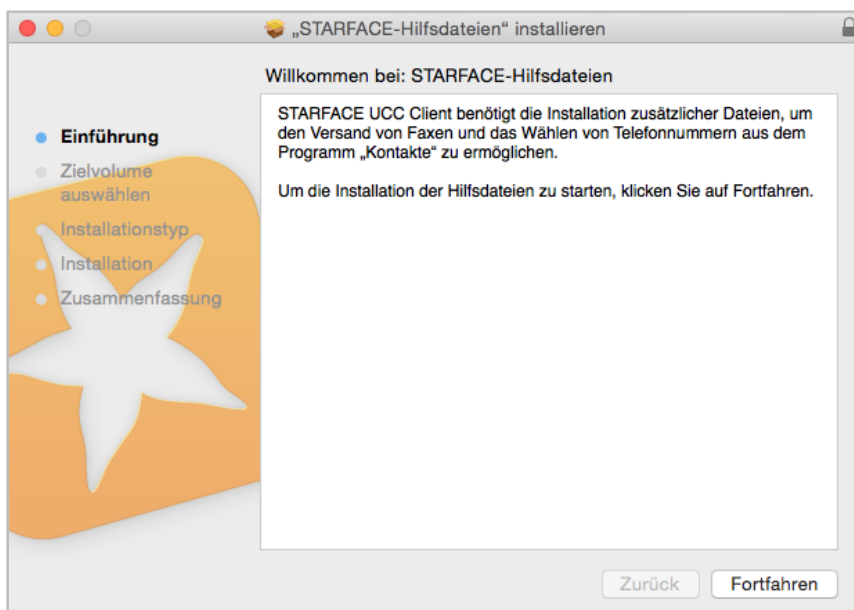 „STARFACE-Hilfsdateien“ installieren
Willkommen bei: STARFACE-Hilfsdateien
Einführung
Zielvolume
auswählen
Installationstyp
Installation
Zusammenfassung
STARFACE UCC Client benötigt die Installation zusätzlicher Dateien, um
den Versand von Faxen und das Wählen von Telefonnummern aus dem
Programm „Kontakte“ zu ermöglichen.
Um die Installation der Hilfsdateien zu starten, klicken Sie auf Fortfahren.
Zurück
Fortfahren